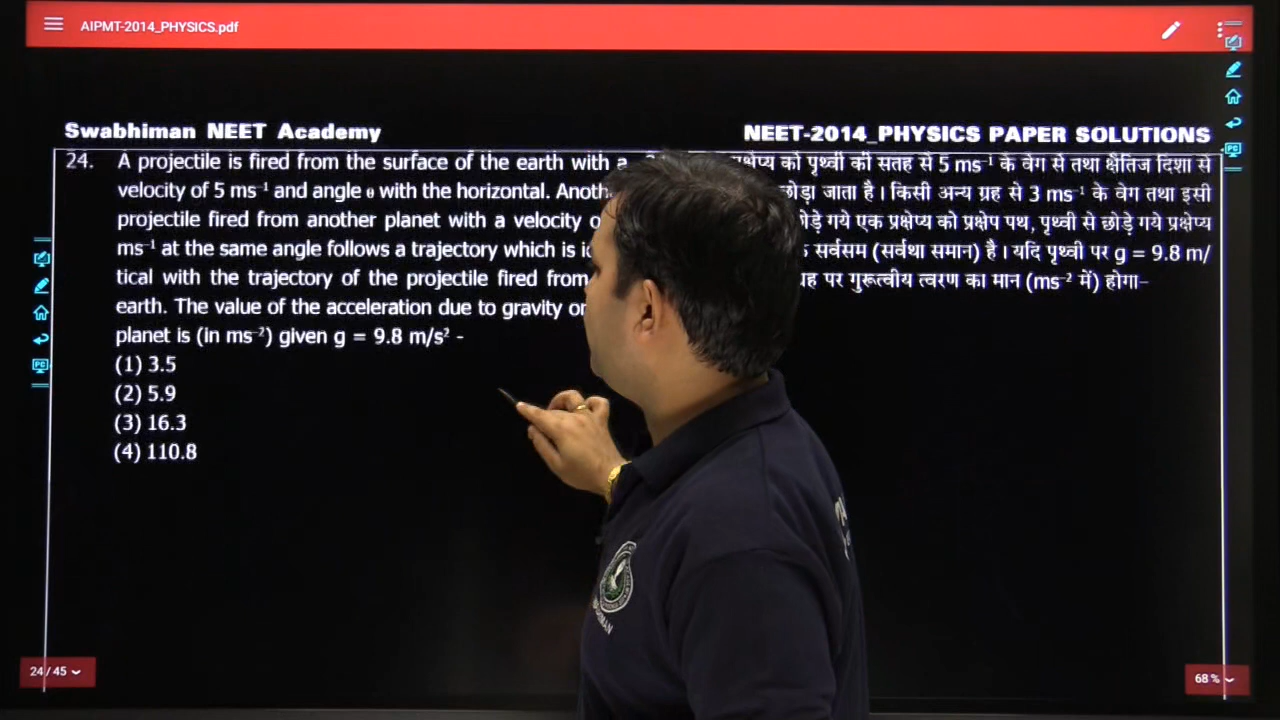 AIPMT-2014_PHYSICS.pdf
Swabhiman NEET Academy
NEET-2014_PHYSICS PAPER SOLUTIONS
24. A projectile is fired from the surface of the earth with a
velocity of 5 ms⁻¹ and angle θ with the horizontal. Anoth
projectile fired from another planet with a velocity o
ms⁻¹ at the same angle follows a trajectory which is id
tical with the trajectory of the projectile fired from
earth. The value of the acceleration due to gravity on
planet is (in ms⁻²) given g = 9.8 m/s² -
(1) 3.5
(2) 5.9
(3) 16.3
(4) 110.8
को पृथ्वी की सतह से 5 ms⁻¹ के वेग से तथा क्षैतिज दिशा से
छोड़ा जाता है। किसी अन्य ग्रह से 3 ms⁻¹ के वेग तथा इसी
छोड़े गये एक प्रक्षेप्य को प्रक्षेप पथ, पृथ्वी से छोड़े गये प्रक्षेप्य
सर्वसम (सर्वथा समान) है। यदि पृथ्वी पर g = 9.8 m/
पर गुरूत्वीय त्वरण का मान (ms⁻² में) होगा–
24 / 45
68 %
PC
PC